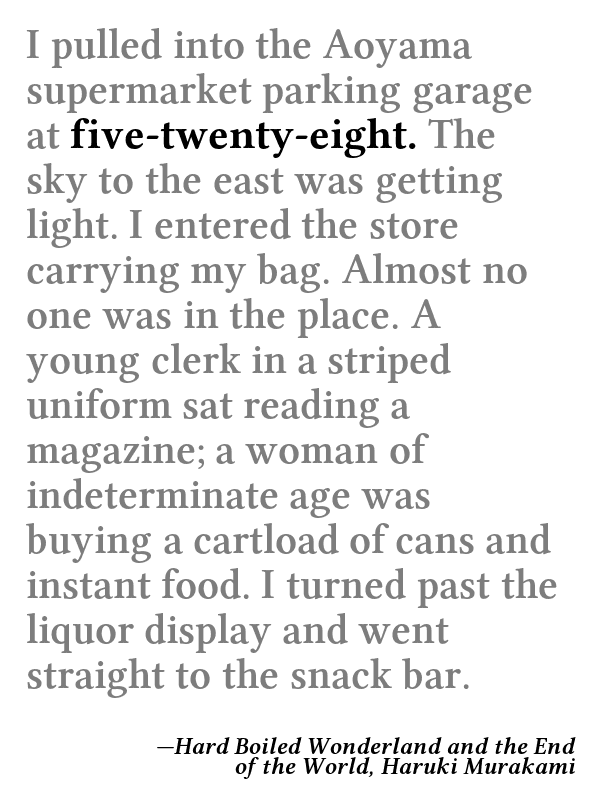 I pulled into the Aoyama
supermarket parking garage
at five-twenty-eight. The
sky to the east was getting
light. I entered the store
carrying my bag. Almost no
one was in the place. A
young clerk in a striped
uniform sat reading a
magazine; a woman of
indeterminate age was
buying a cartload of cans and
instant food. I turned past the
liquor display and went
straight to the snack bar.
—Hard Boiled Wonderland and the End
of the World, Haruki Murakami